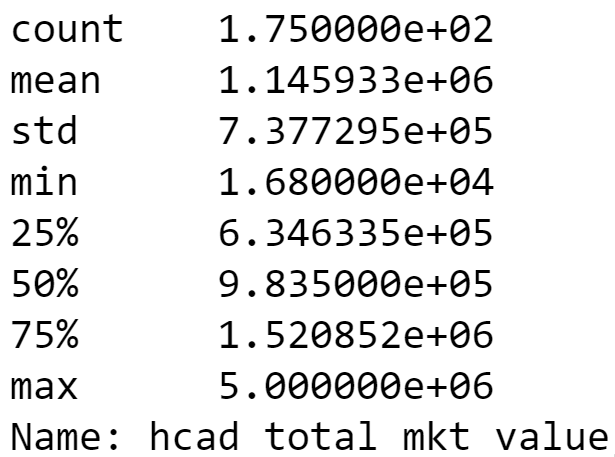 count 1.750000e+02
mean 1.145933e+06
std 7.377295e+05
min 1.680000e+04
25% 6.346335e+05
50% 9.835000e+05
75% 1.520852e+06
max 5.000000e+06
Name: hcad total mkt value